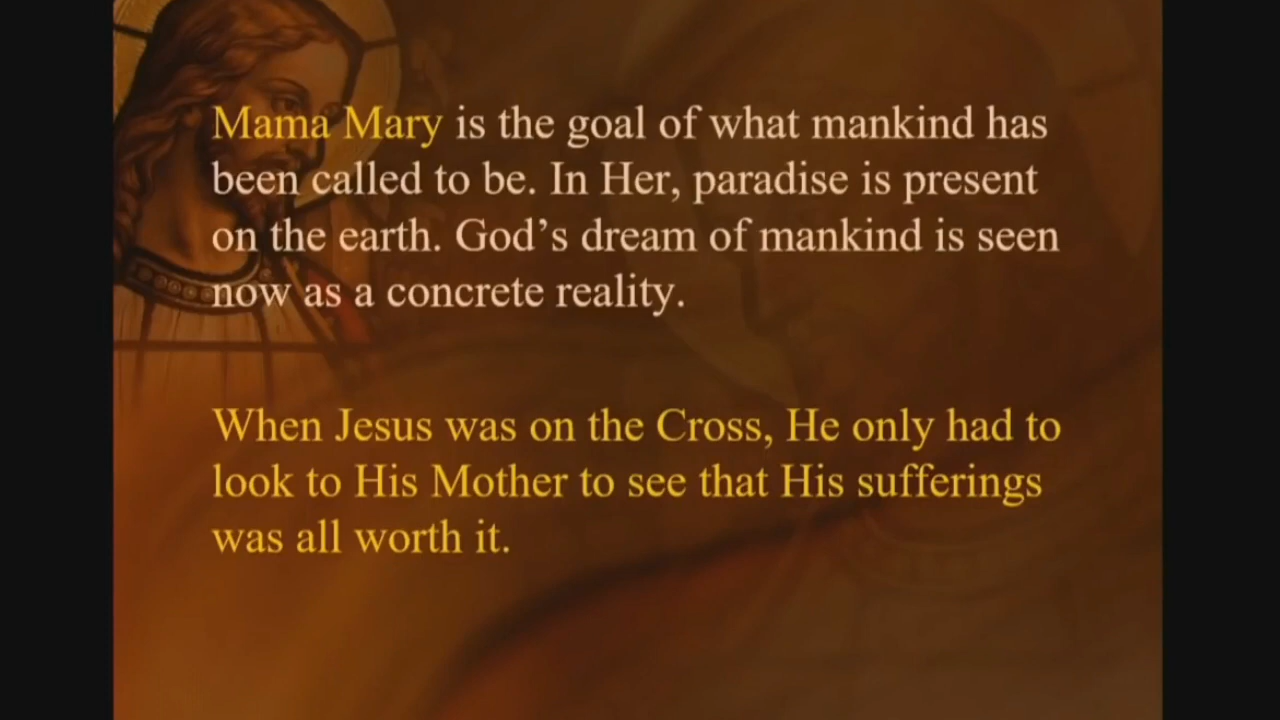 Mama Mary is the goal of what mankind has
been called to be. In Her, paradise is present
on the earth. God’s dream of mankind is seen
now as a concrete reality.
When Jesus was on the Cross, He only had to
look to His Mother to see that His sufferings
was all worth it.